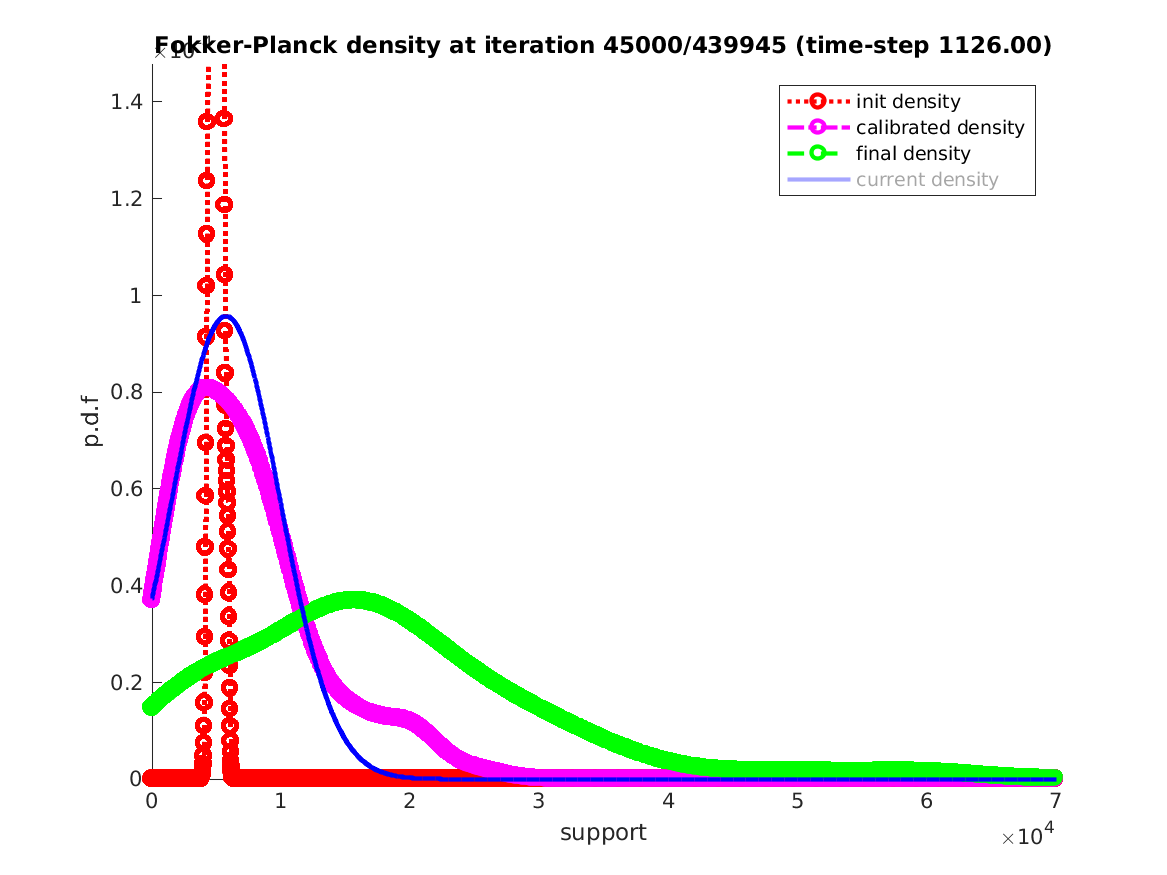 Fokker-Planck density at iteration 45000/439945 (time-step 1126.00)
1.4
1.2
1
0.8
0.6
0.4
0.2
0
p.d.f
init density
calibrated density
final density
current density
0 1 2 3 4 5 6 7
support
×10⁴